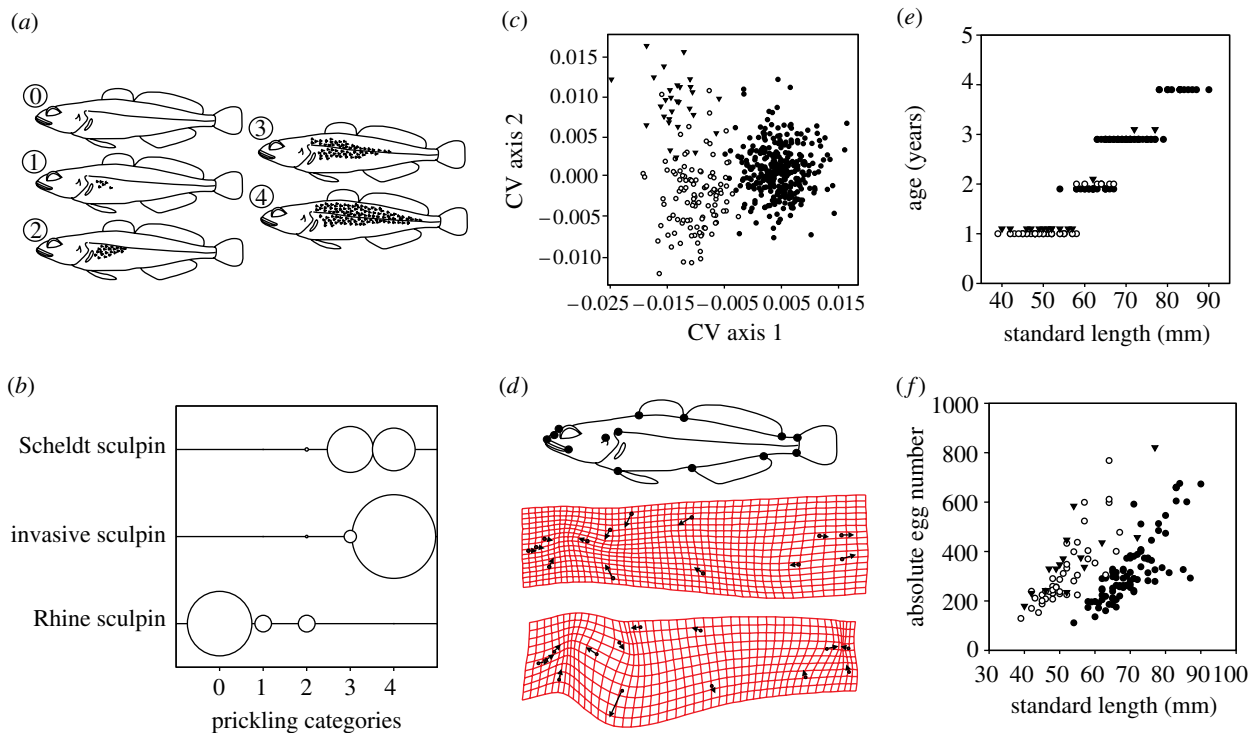 (a)
0
1
2
3
4
(b)
Scheldt sculpin
invasive sculpin
Rhine sculpin
0 1 2 3 4
prickling categories
(c)
CV axis 2
0.015
0.010
0.005
0.000
−0.005
−0.010
−0.025 −0.015 −0.005 0.005 0.015
CV axis 1
(d)
(e)
age (years)
5
4
3
2
1
0
40 50 60 70 80 90
standard length (mm)
(f)
absolute egg number
1000
800
600
400
200
0
30 40 50 60 70 80 90 100
standard length (mm)